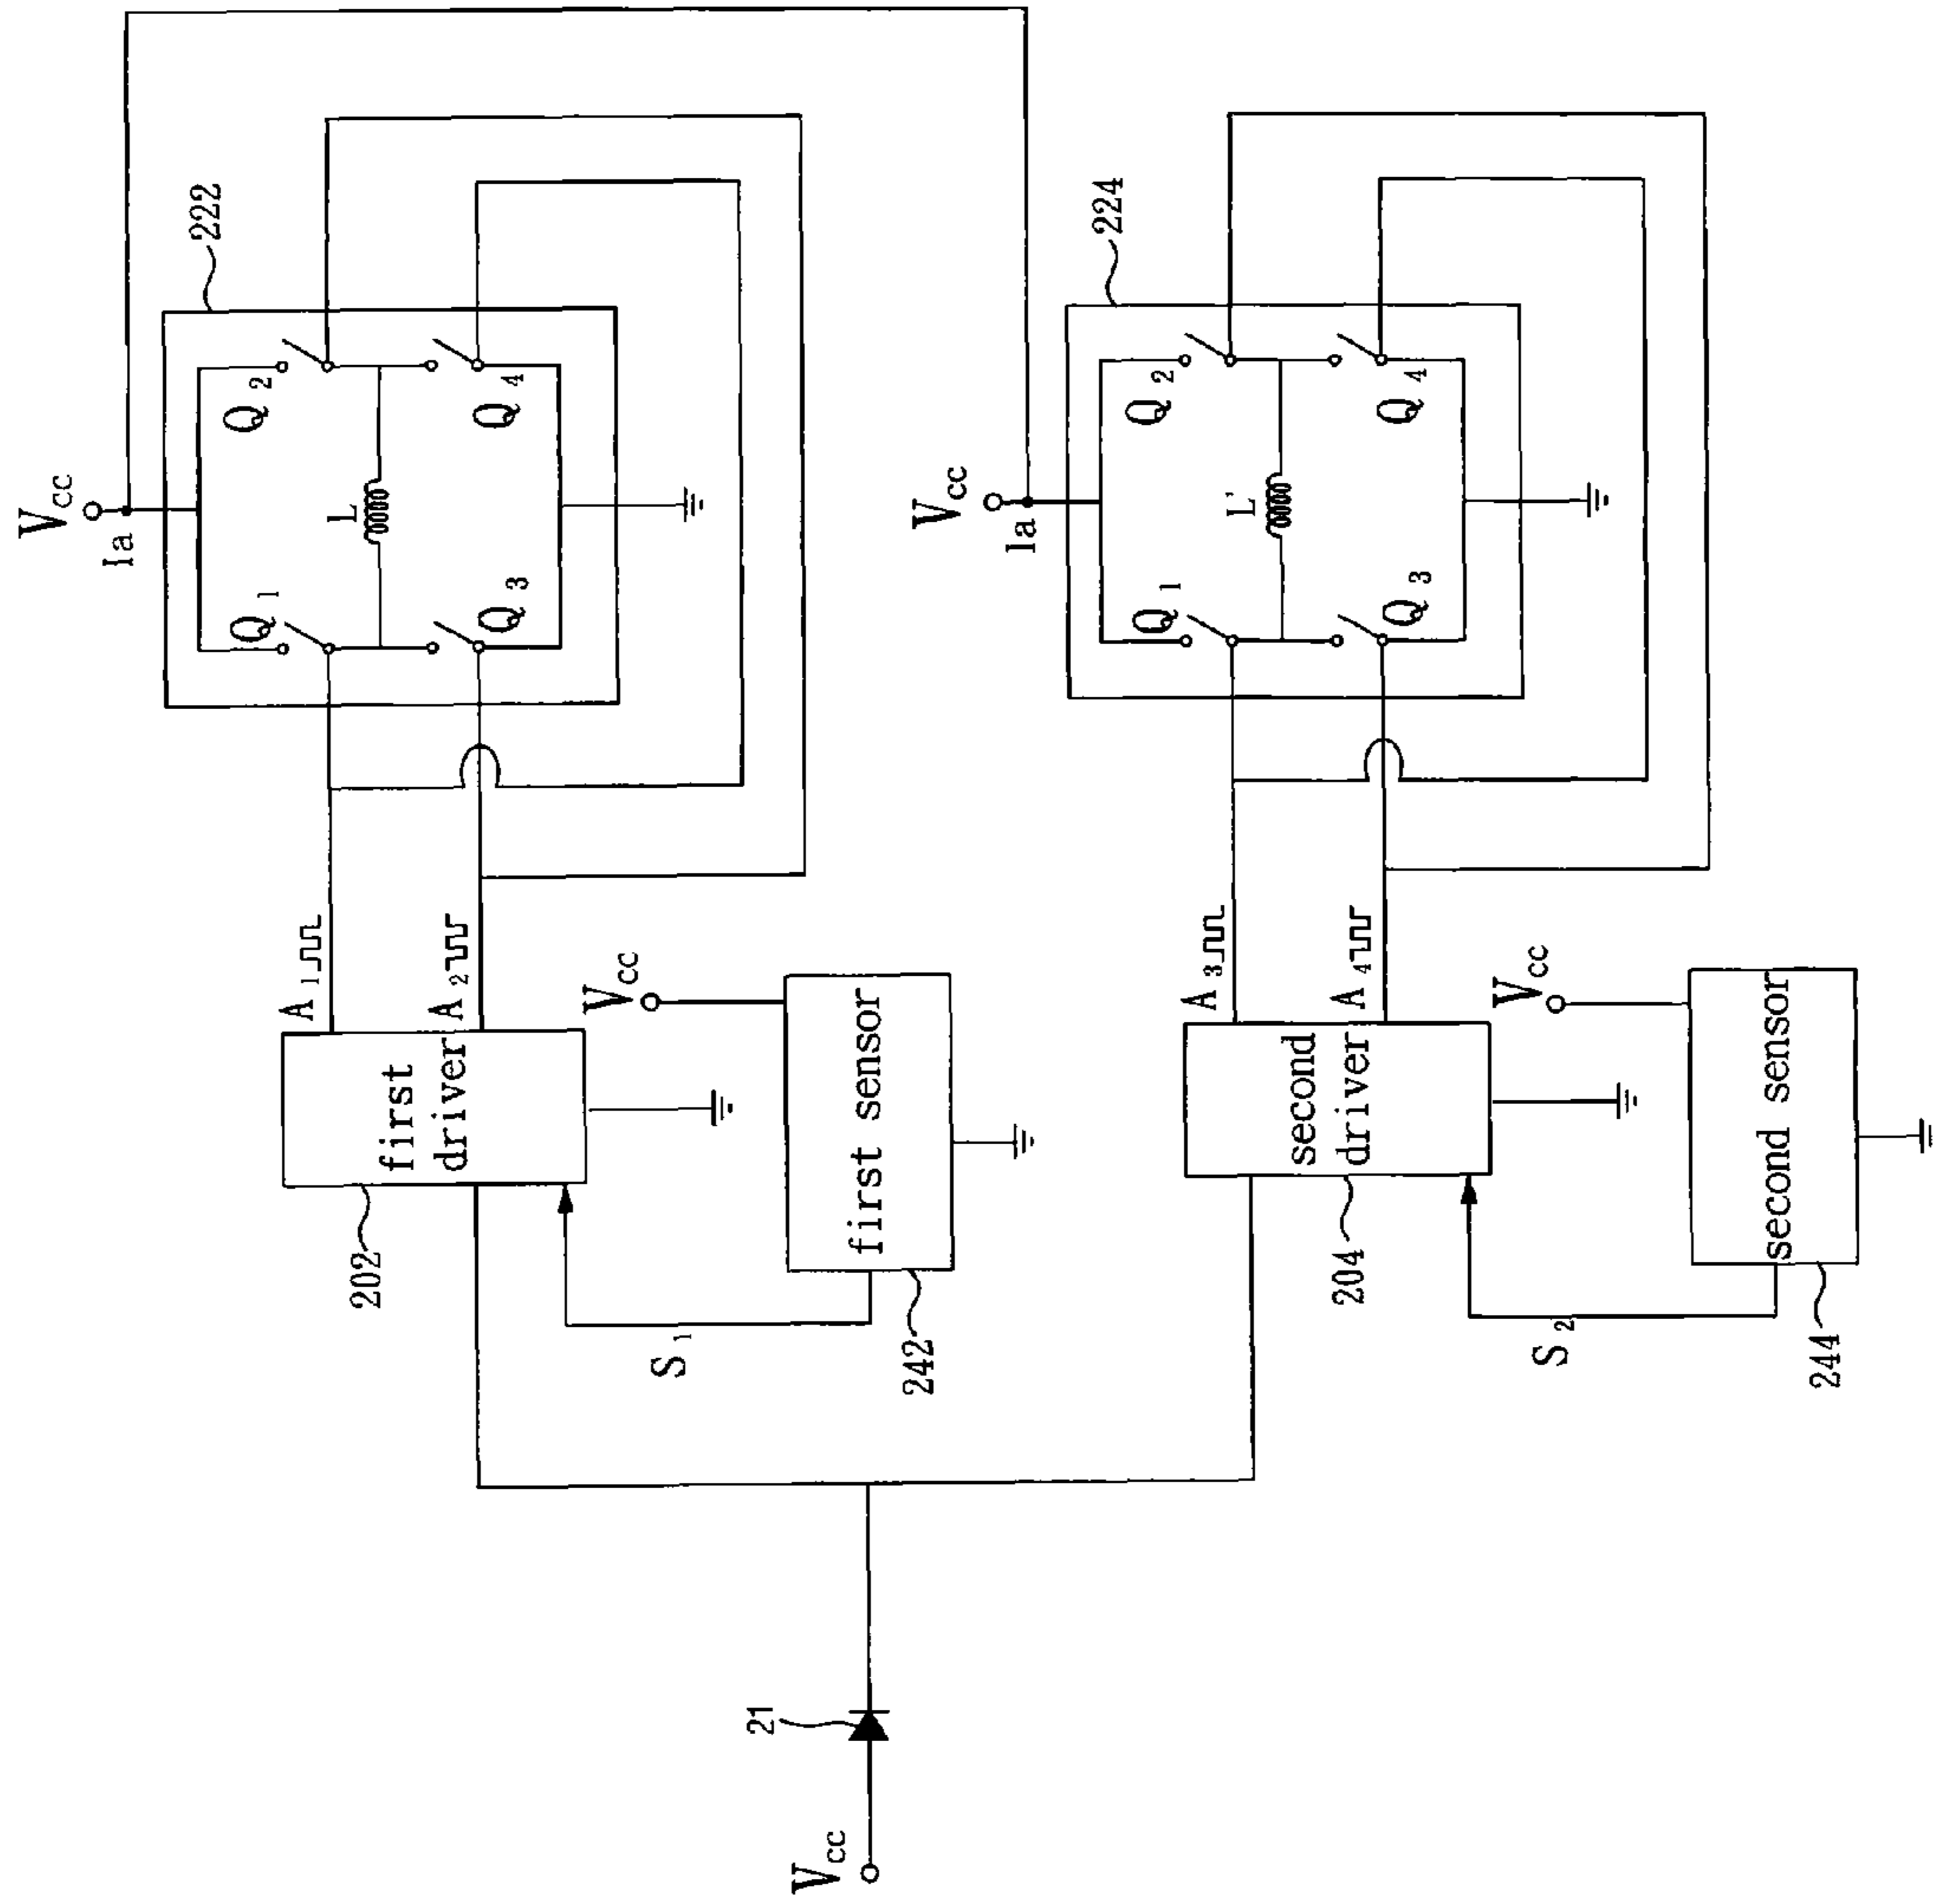 Vcc
21
202
first
driver
A1
A2
S1
242
first sensor
Vcc
222
Vcc
Ia
Q1
Q2
L
Q3
Q4
204
second
driver
A3
A4
S2
244
second sensor
Vcc
224
Vcc
Ia
Q1
Q2
L'
Q3
Q4